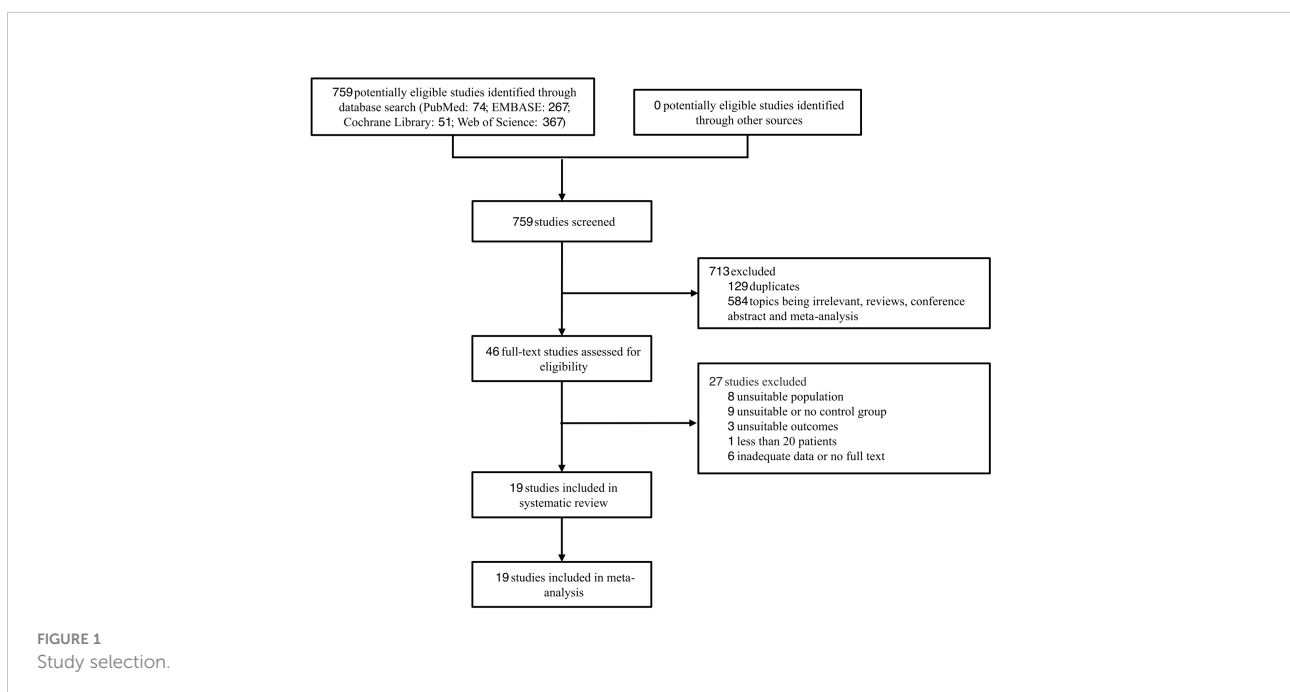 759 potentially eligible studies identified through
database search (PubMed: 74; EMBASE: 267;
Cochrane Library: 51; Web of Science: 367)
0 potentially eligible studies identified
through other sources
759 studies screened
713 excluded
129 duplicates
584 topics being irrelevant, reviews, conference
abstract and meta-analysis
46 full-text studies assessed for
eligibility
27 studies excluded
8 unsuitable population
9 unsuitable or no control group
3 unsuitable outcomes
1 less than 20 patients
6 inadequate data or no full text
19 studies included in
systematic review
19 studies included in meta-
analysis
FIGURE 1
Study selection.